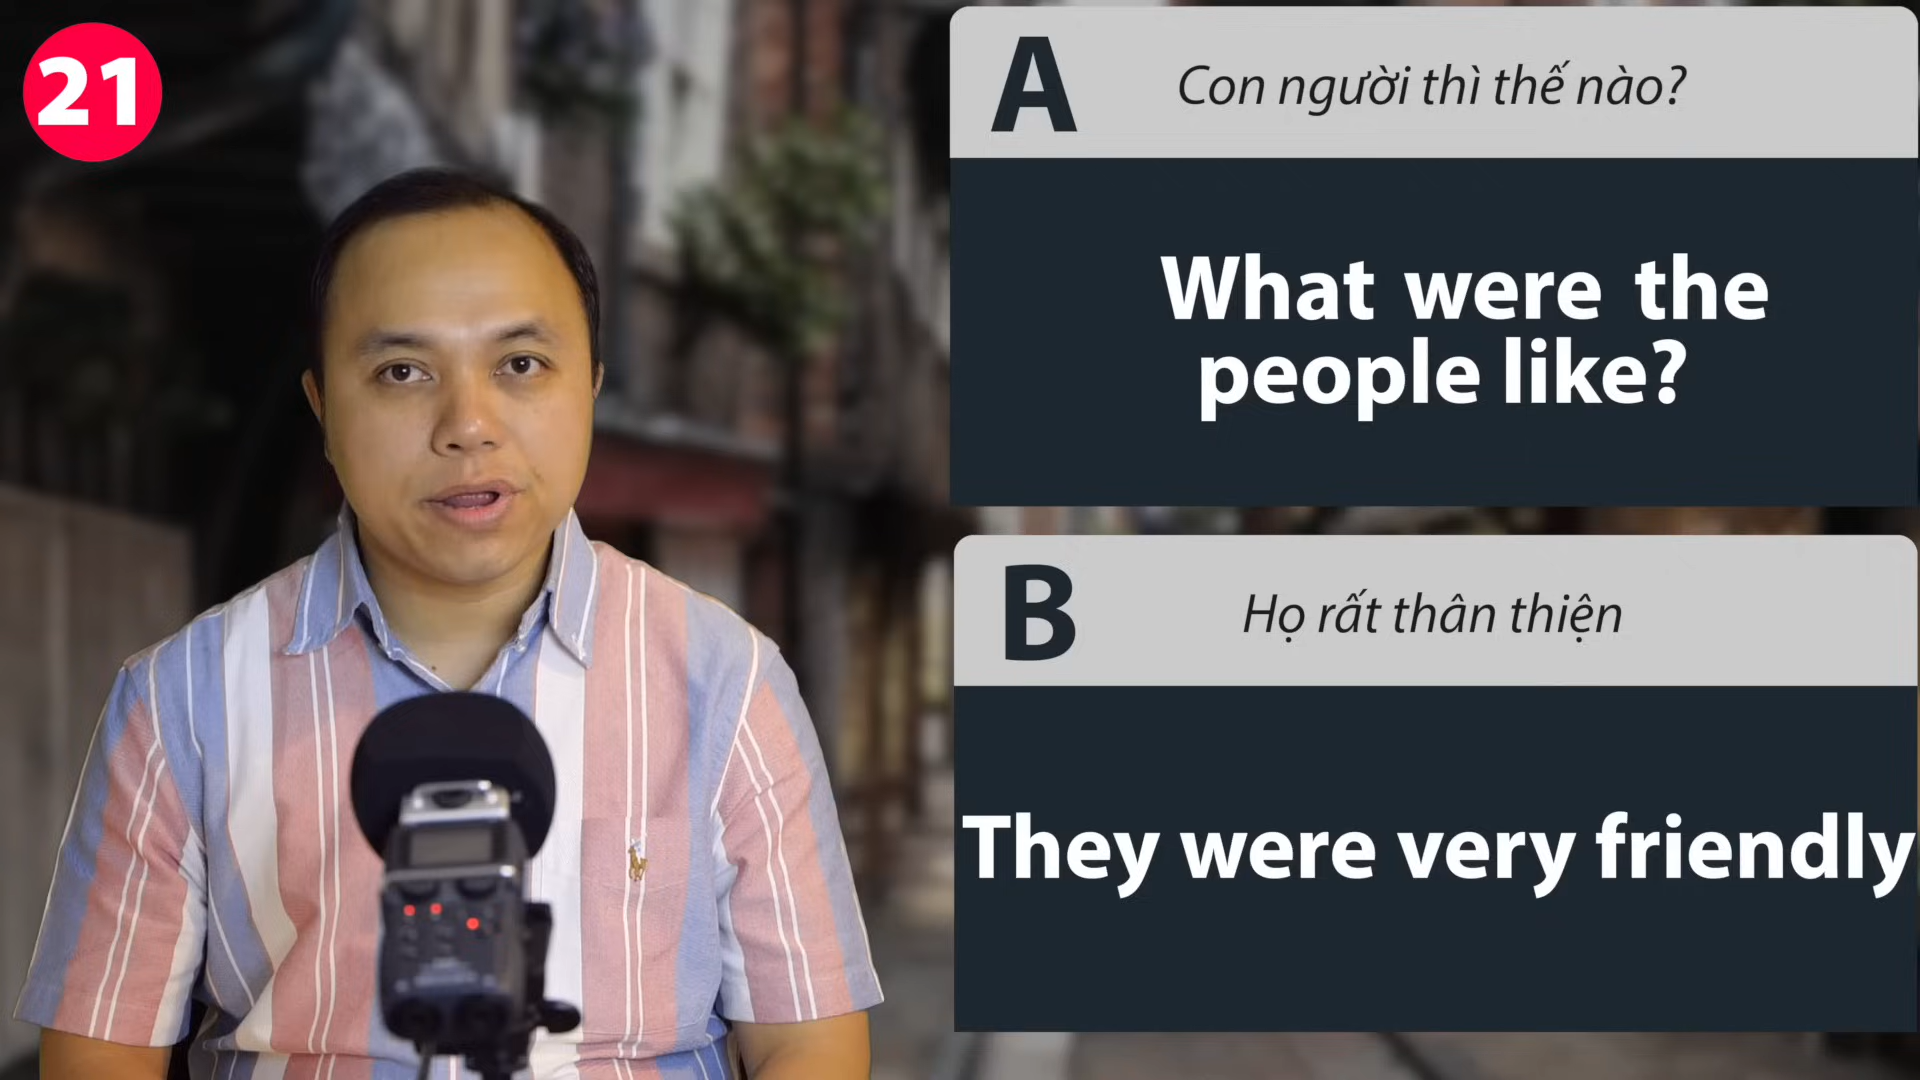 21
A
Con người thì thế nào?
What were the
people like?
B
Họ rất thân thiện
They were very friendly